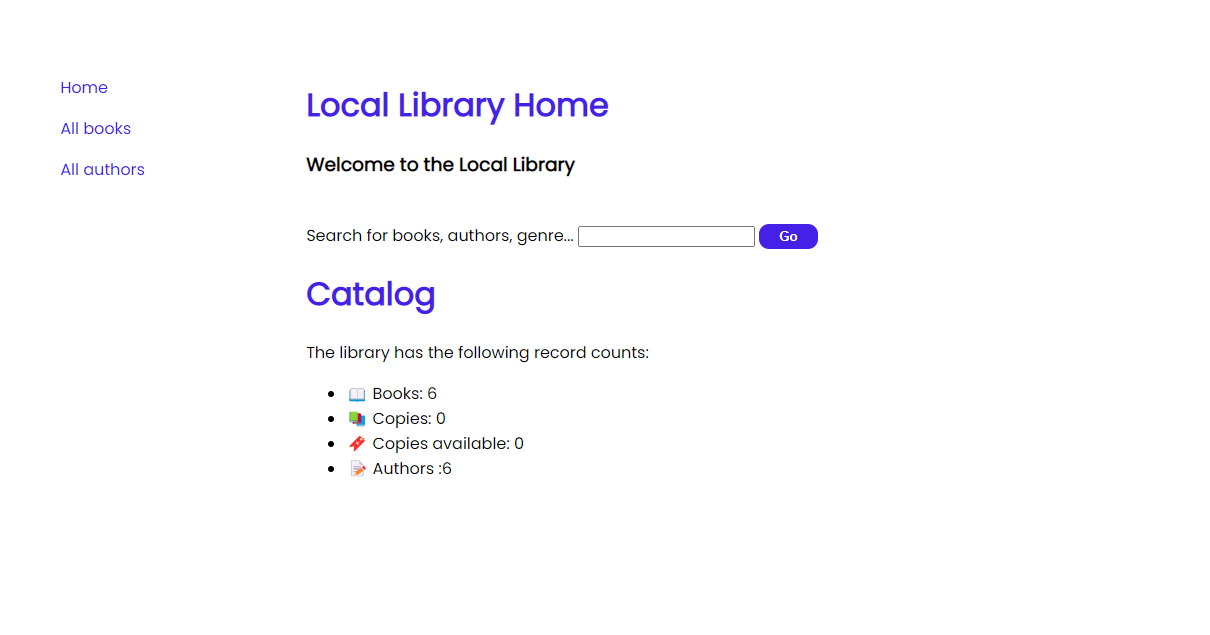 Home
All books
All authors
Local Library Home
Welcome to the Local Library
Search for books, authors, genre... Go
Catalog
The library has the following record counts:
Books: 6
Copies: 0
Copies available: 0
Authors :6